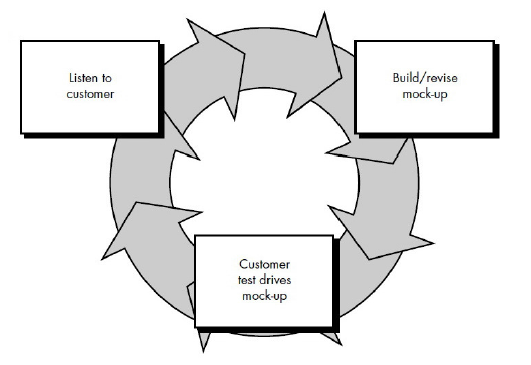 Listen to
customer
Build/revise
mock-up
Customer
test drives
mock-up